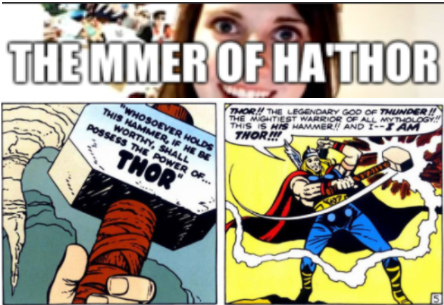 THE MMER OF HA'THOR
"WHOSOEVER HOLDS
THIS HAMMER, IF HE BE
WORTHY, SHALL
POSSESS THE POWER OF...
THOR"
THOR!! THE LEGENDARY GOD OF THUNDER!!
THE MIGHTIEST WARRIOR OF ALL MYTHOLOGY!!
THIS IS HIS HAMMER!! AND I--I AM
THOR!!!
5